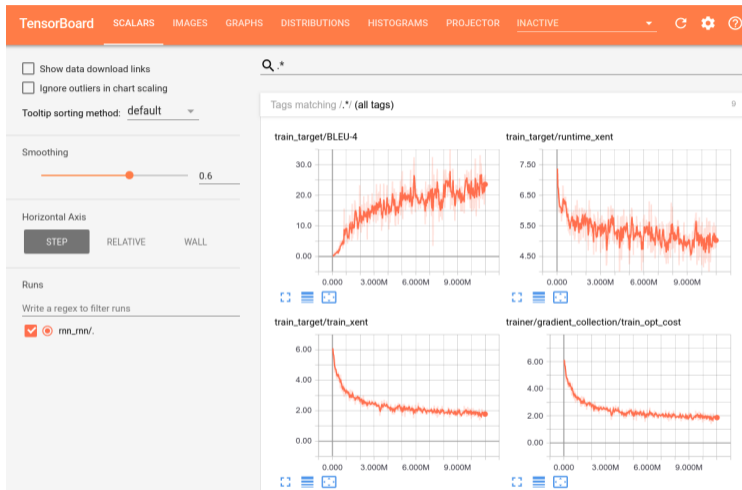 TensorBoard SCALARS IMAGES GRAPHS DISTRIBUTIONS HISTOGRAMS PROJECTOR INACTIVE
Show data download links
Ignore outliers in chart scaling
Tooltip sorting method: default
Smoothing
0.6
Horizontal Axis
STEP RELATIVE WALL
Runs
Write a regex to filter runs
rnn_rnn/.
.*
Tags matching /.*/ (all tags) 9
train_target/BLEU-4
30.0
20.0
10.0
0.00
0.000 3.000M 6.000M 9.000M
train_target/runtime_xent
7.50
6.50
5.50
4.50
0.000 3.000M 6.000M 9.000M
train_target/train_xent
6.00
4.00
2.00
0.00
0.000 3.000M 6.000M 9.000M
trainer/gradient_collection/train_opt_cost
6.00
4.00
2.00
0.00
0.000 3.000M 6.000M 9.000M